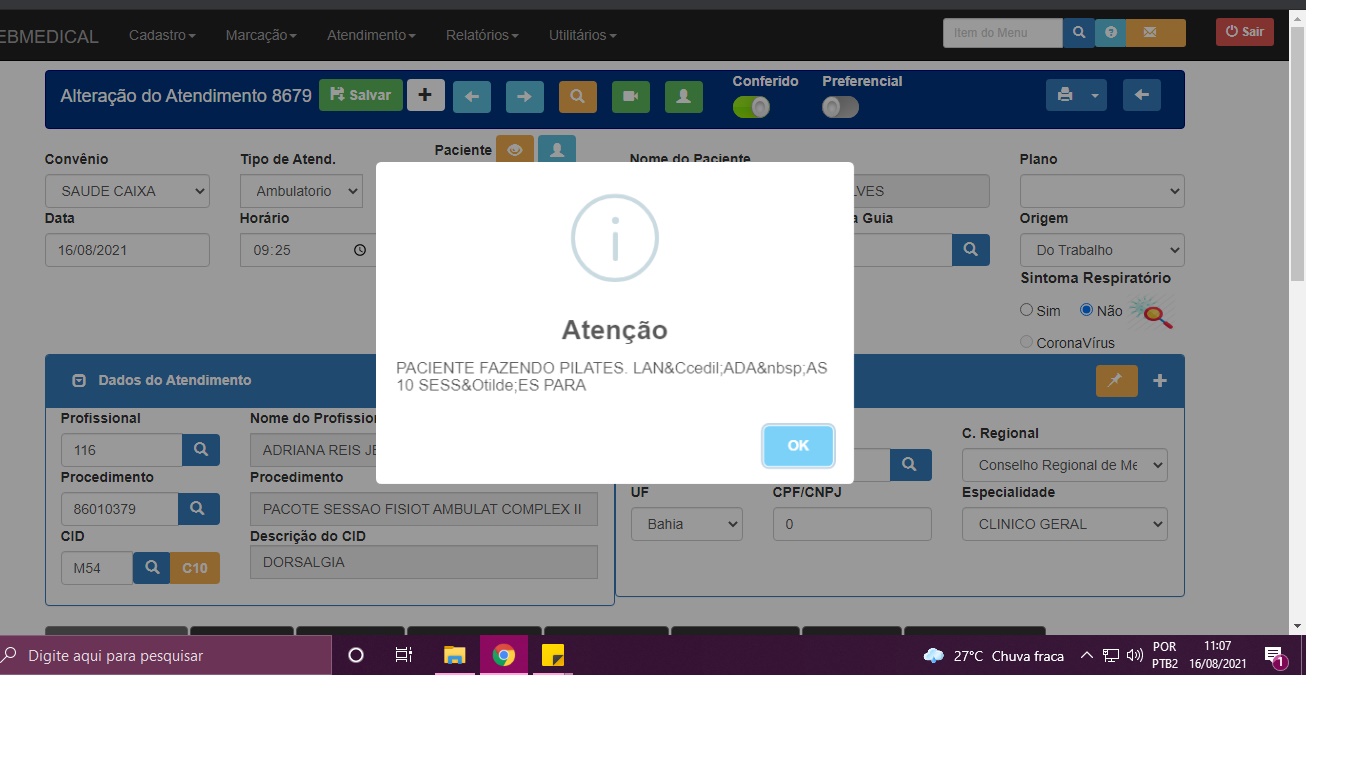 EBMEDICAL Cadastro Marcação Atendimento Relatórios Utilitários Item do Menu Sair
Alteração do Atendimento 8679 Salvar Conferido Preferencial
Convênio Tipo de Atend. Paciente Nome do Paciente Plano
SAUDE CAIXA Ambulatorio LVES
Data Horário a Guia Origem
16/08/2021 09:25 Do Trabalho
Sintoma Respiratório
Sim Não
CoronaVírus
Atenção
PACIENTE FAZENDO PILATES. LAN&Ccedil;ADA&nbsp;AS
10 SESS&Otilde;ES PARA
OK
Dados do Atendimento
Profissional Nome do Profissio C. Regional
116 ADRIANA REIS JE Conselho Regional de Me
Procedimento Procedimento UF CPF/CNPJ Especialidade
86010379 PACOTE SESSAO FISIOT AMBULAT COMPLEX II Bahia 0 CLINICO GERAL
CID Descrição do CID
M54 C10 DORSALGIA
Digite aqui para pesquisar 27°C Chuva fraca POR 11:07
PTB2 16/08/2021 1